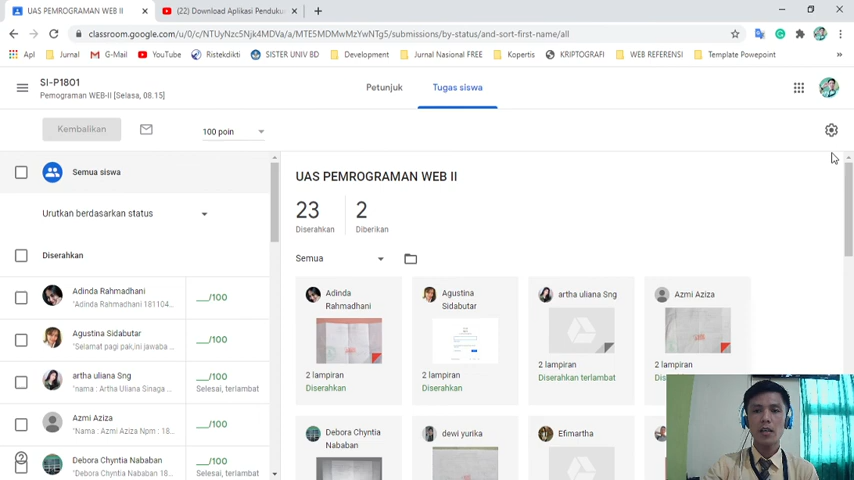 UAS PEMROGRAMAN WEB II
(22) Download Aplikasi Penduku
classroom.google.com/u/0/c/NTUyNzc5Njk4MDVa/a/MTE5MDMwMzYwNTg5/submissions/by-status/and-sort-first-name/all
Apl
Jurnal
G-Mail
YouTube
Ristekdikti
SISTER UNIV BD
Development
Jurnal Nasional FREE
Kopertis
KRIPTOGRAFI
WEB REFERENSI
Template Powepoint
SI-P1801
Pemograman WEB-II [Selasa, 08.15]
Petunjuk
Tugas siswa
Kembalikan
100 poin
Semua siswa
Urutkan berdasarkan status
Diserahkan
Adinda Rahmadhani
"Adinda Rahmadhani 181104...
__/100
Agustina Sidabutar
"Selamat pagi pak,ini jawaba ...
__/100
artha uliana Sng
"nama : Artha Uliana Sinaga ...
__/100
Selesai, terlambat
Azmi Aziza
"Nama : Azmi Aziza Npm : 18...
__/100
Debora Chyntia Nababan
"Debora Chyntia Nababan 18...
__/100
Selesai, terlambat
UAS PEMROGRAMAN WEB II
23
Diserahkan
2
Diberikan
Semua
Adinda
Rahmadhani
2 lampiran
Diserahkan
Agustina
Sidabutar
2 lampiran
Diserahkan
artha uliana Sng
2 lampiran
Diserahkan terlambat
Azmi Aziza
2 lampiran
Debora Chyntia
Nababan
dewi yurika
Efimartha